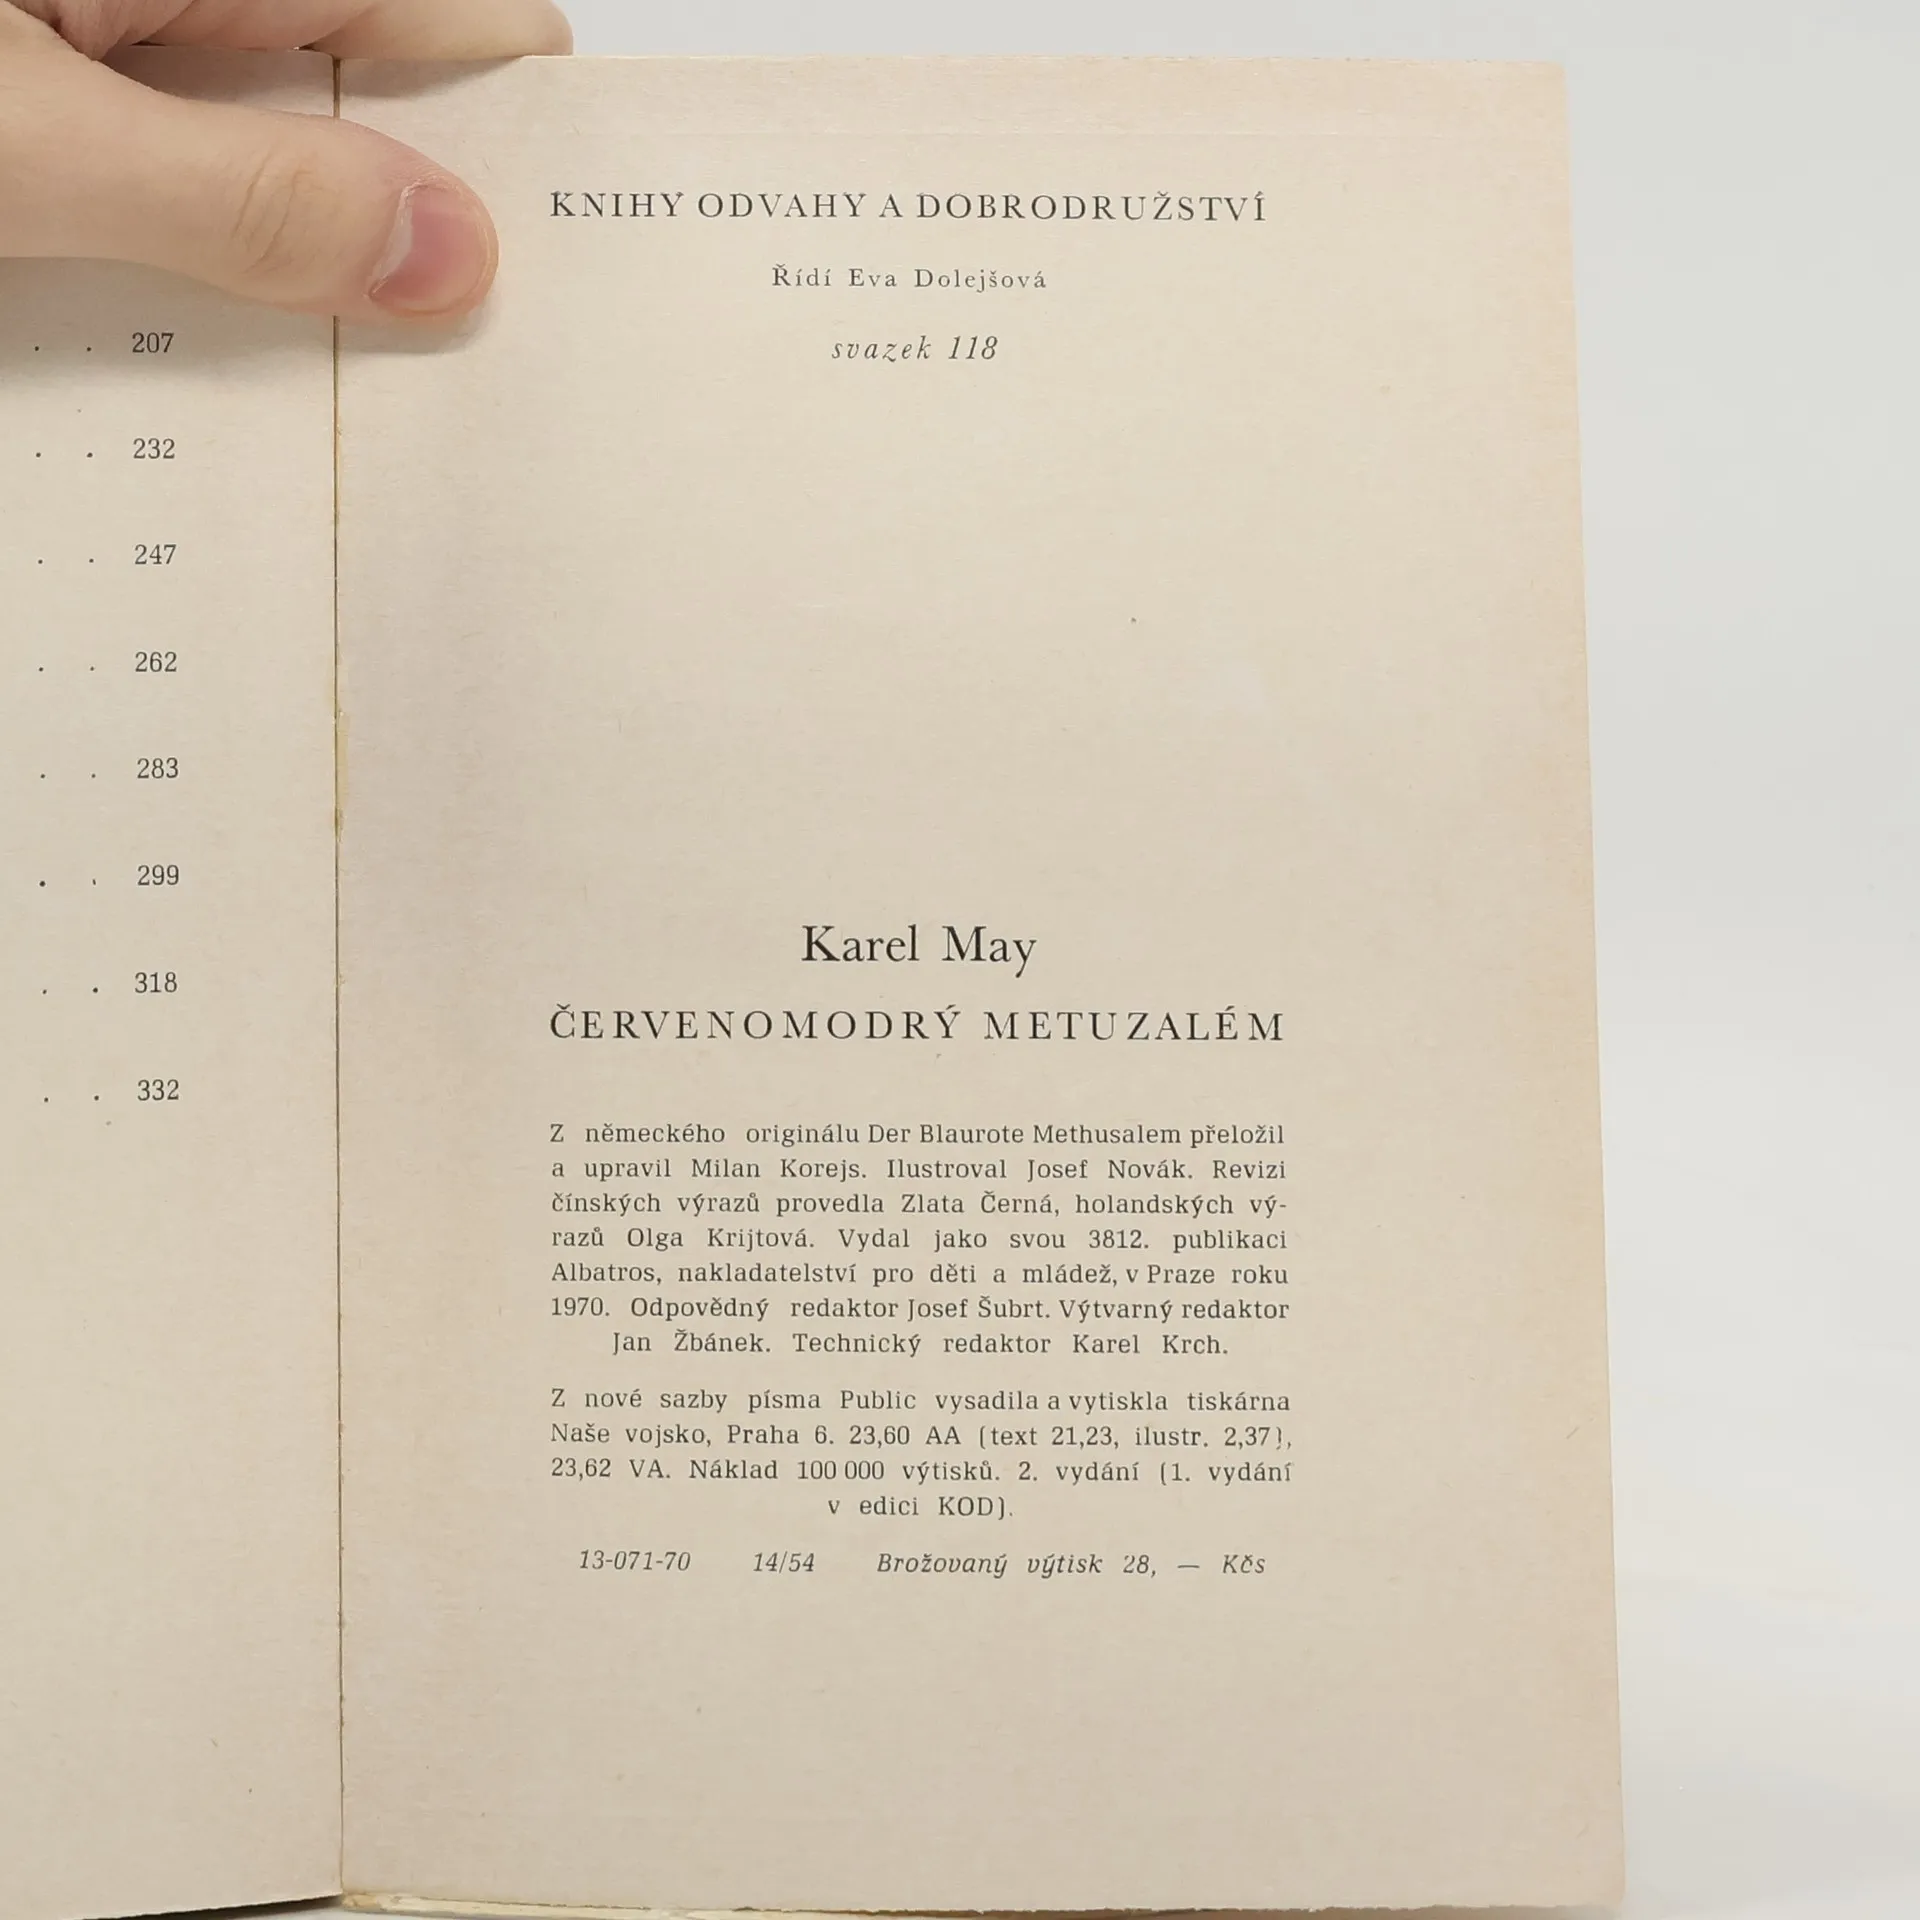 . . 207
. . 232
. . 247
. . 262
. . 283
. . 299
. . 318
. . 332
KNIHY ODVAHY A DOBRODRUŽSTVÍ
Řídí Eva Dolejšová
svazek 118
Karel May
ČERVENOMODRÝ METUZALÉM
Z německého originálu Der Blaurote Methusalem přeložil
a upravil Milan Korejs. Ilustroval Josef Novák. Revizi
čínských výrazů provedla Zlata Černá, holandských vý-
razů Olga Krijtová. Vydal jako svou 3812. publikaci
Albatros, nakladatelství pro děti a mládež, v Praze roku
1970. Odpovědný redaktor Josef Šubrt. Výtvarný redaktor
Jan Žbánek. Technický redaktor Karel Krch.
Z nové sazby písma Public vysadila a vytiskla tiskárna
Naše vojsko, Praha 6. 23,60 AA (text 21,23, ilustr. 2,37),
23,62 VA. Náklad 100 000 výtisků. 2. vydání (1. vydání
v edici KOD).
13-071-70 14/54 Brožovaný výtisk 28, — Kčs